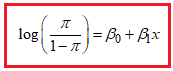 log(π/(1−π)) = β₀ + β₁x